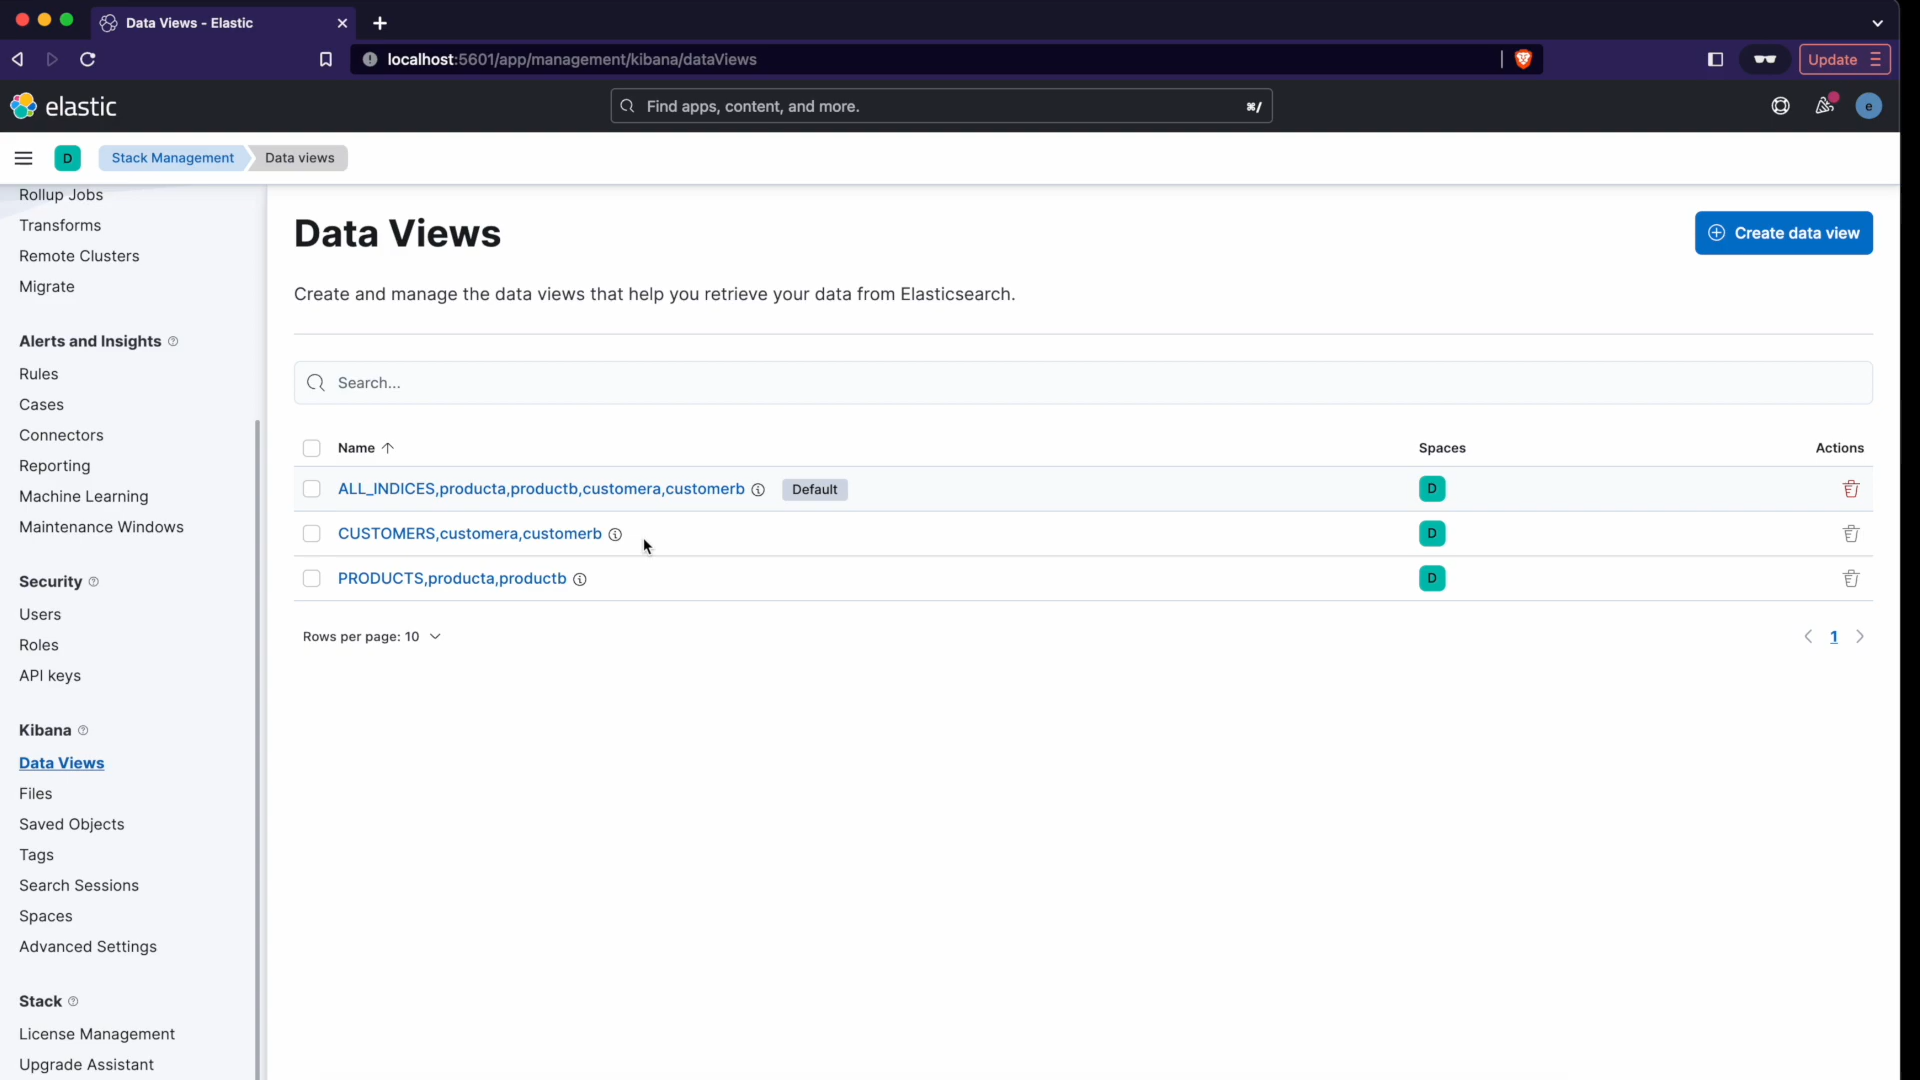 Data Views - Elastic
localhost:5601/app/management/kibana/dataViews
Update
elastic
Find apps, content, and more.
⌘/
e
D
Stack Management
Data views
Rollup Jobs
Transforms
Remote Clusters
Migrate
Alerts and Insights
Rules
Cases
Connectors
Reporting
Machine Learning
Maintenance Windows
Security
Users
Roles
API keys
Kibana
Data Views
Files
Saved Objects
Tags
Search Sessions
Spaces
Advanced Settings
Stack
License Management
Upgrade Assistant
Data Views
Create data view
Create and manage the data views that help you retrieve your data from Elasticsearch.
Search...
Name Spaces Actions
ALL_INDICES,producta,productb,customera,customerb Default D
CUSTOMERS,customera,customerb D
PRODUCTS,producta,productb D
Rows per page: 10
1